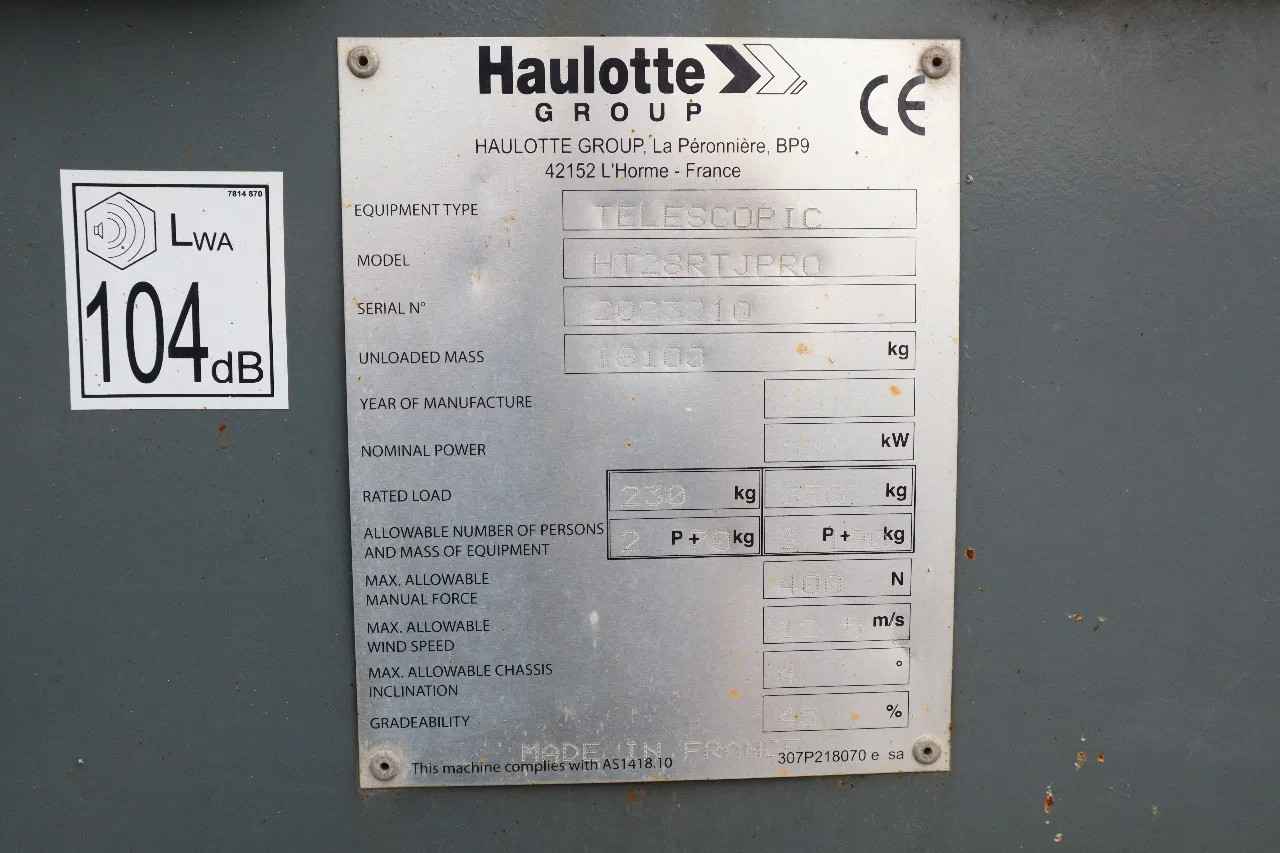 7814 870
LWA
104 dB
Haulotte
GROUP
CE
HAULOTTE GROUP, La Péronnière, BP9
42152 L'Horme - France
EQUIPMENT TYPE TELESCOPIC
MODEL HT28RTJPRO
SERIAL N°
UNLOADED MASS kg
YEAR OF MANUFACTURE
NOMINAL POWER kW
RATED LOAD 230 kg kg
ALLOWABLE NUMBER OF PERSONS
AND MASS OF EQUIPMENT 2 P + kg P + kg
MAX. ALLOWABLE
MANUAL FORCE 400 N
MAX. ALLOWABLE
WIND SPEED m/s
MAX. ALLOWABLE CHASSIS
INCLINATION °
GRADEABILITY %
MADE IN FRANCE
This machine complies with AS1418.10
307P218070 e sa